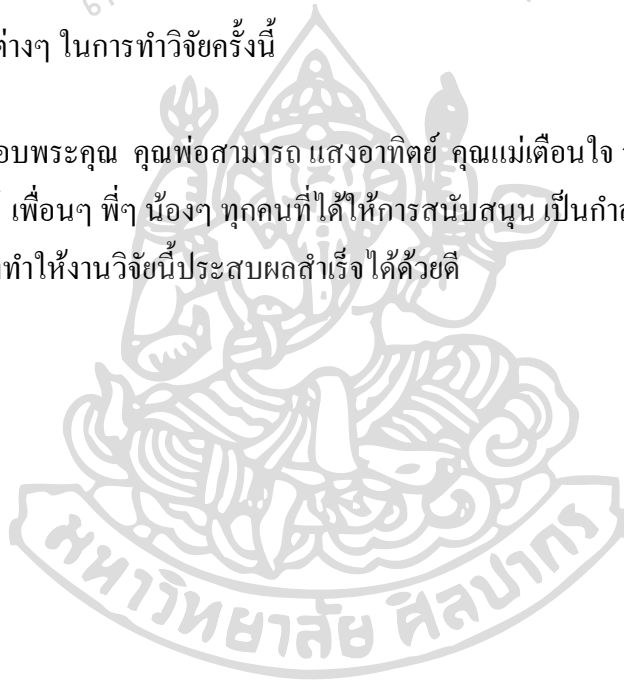 ต่างๆ ในการทำวิจัยครั้งนี้
อบพระคุณ คุณพ่อสามารถ แสงอาทิตย์ คุณแม่เตือนใจ
เพื่อนๆ พี่ๆ น้องๆ ทุกคนที่ได้ให้การสนับสนุน เป็นกำ
ทำให้งานวิจัยนี้ประสบผลสำเร็จได้ด้วยดี
มหาวิทยาลัย ศิลปากร